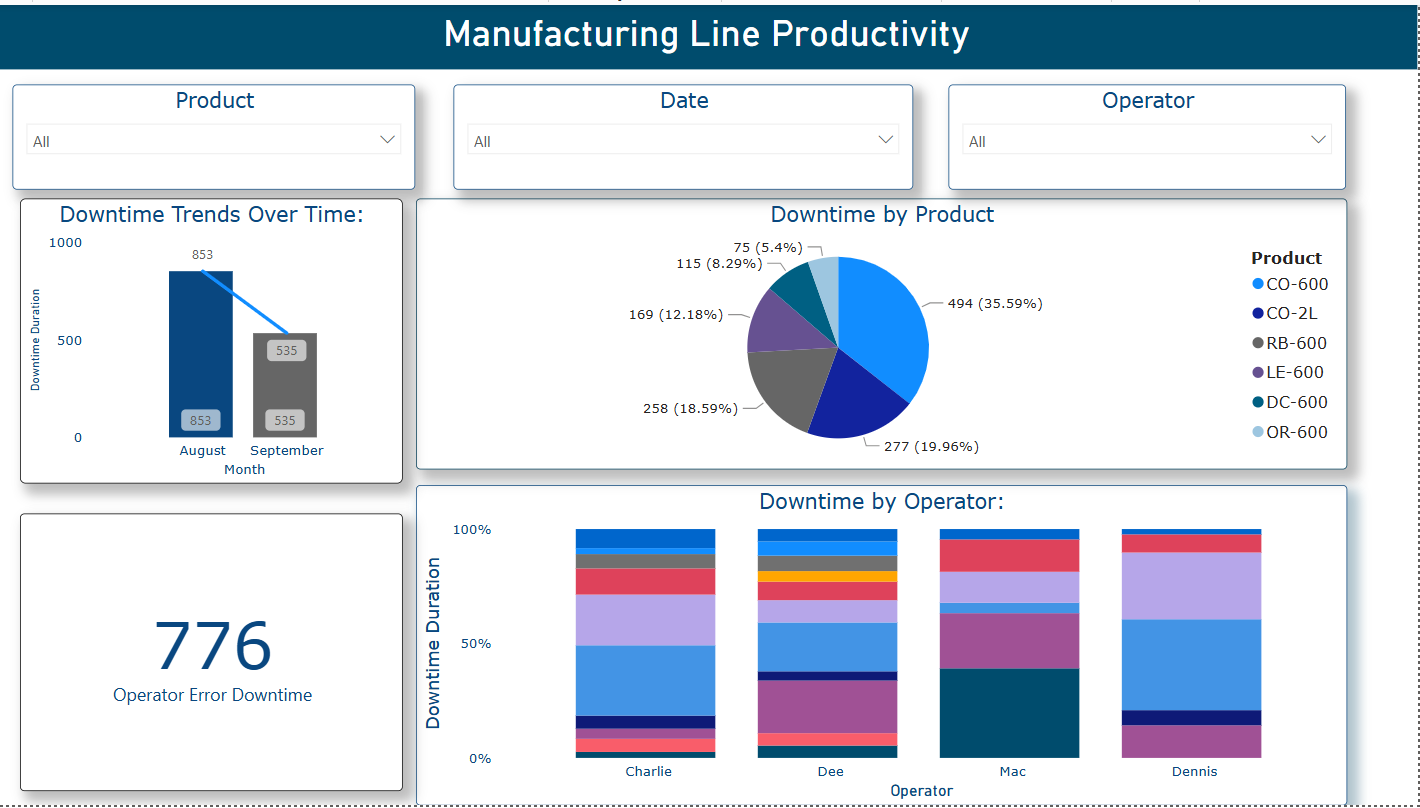 Manufacturing Line Productivity
Product
All
Date
All
Operator
All
Downtime Trends Over Time:
1000
500
0
Downtime Duration
853
535
853
535
August
September
Month
Downtime by Product
75 (5.4%)
115 (8.29%)
169 (12.18%)
258 (18.59%)
494 (35.59%)
277 (19.96%)
Product
CO-600
CO-2L
RB-600
LE-600
DC-600
OR-600
776
Operator Error Downtime
Downtime by Operator:
100%
50%
0%
Downtime Duration
Charlie
Dee
Mac
Dennis
Operator